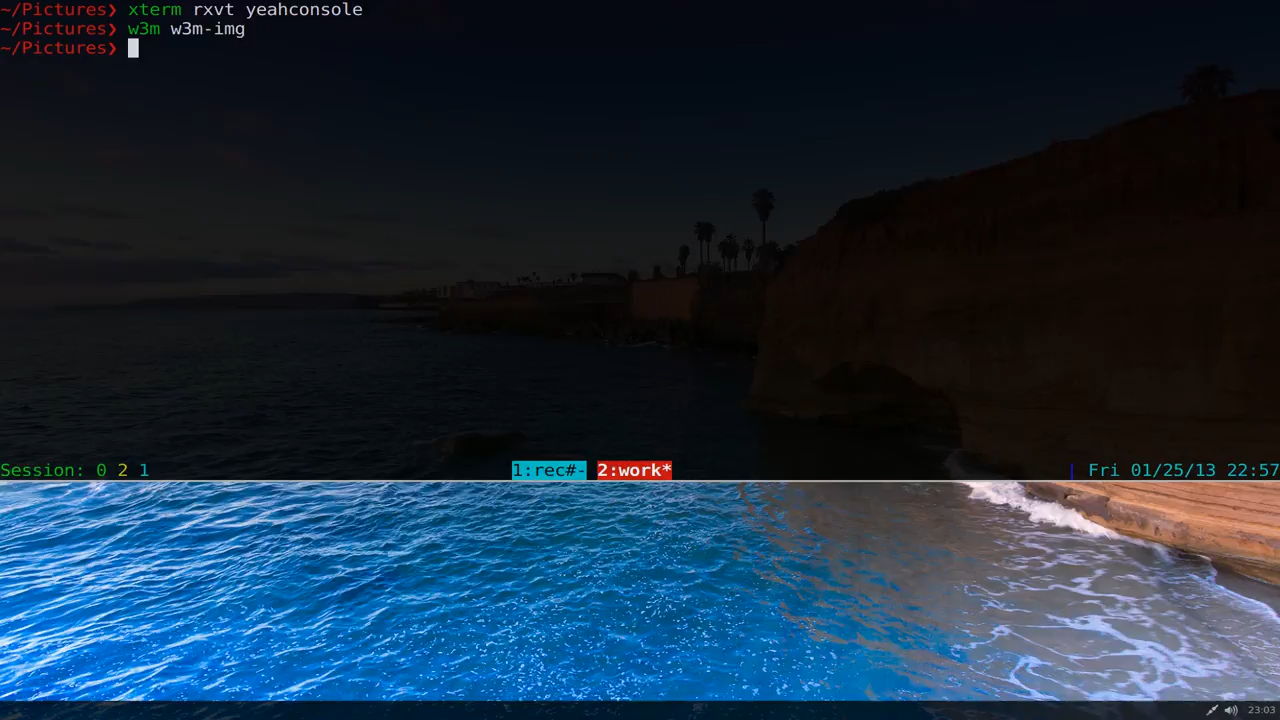 ~/Pictures❯ xterm rxvt yeahconsole
~/Pictures❯ w3m w3m-img
~/Pictures❯
Session: 0 2 1 1:rec#- 2:work* | Fri 01/25/13 22:57
23:03